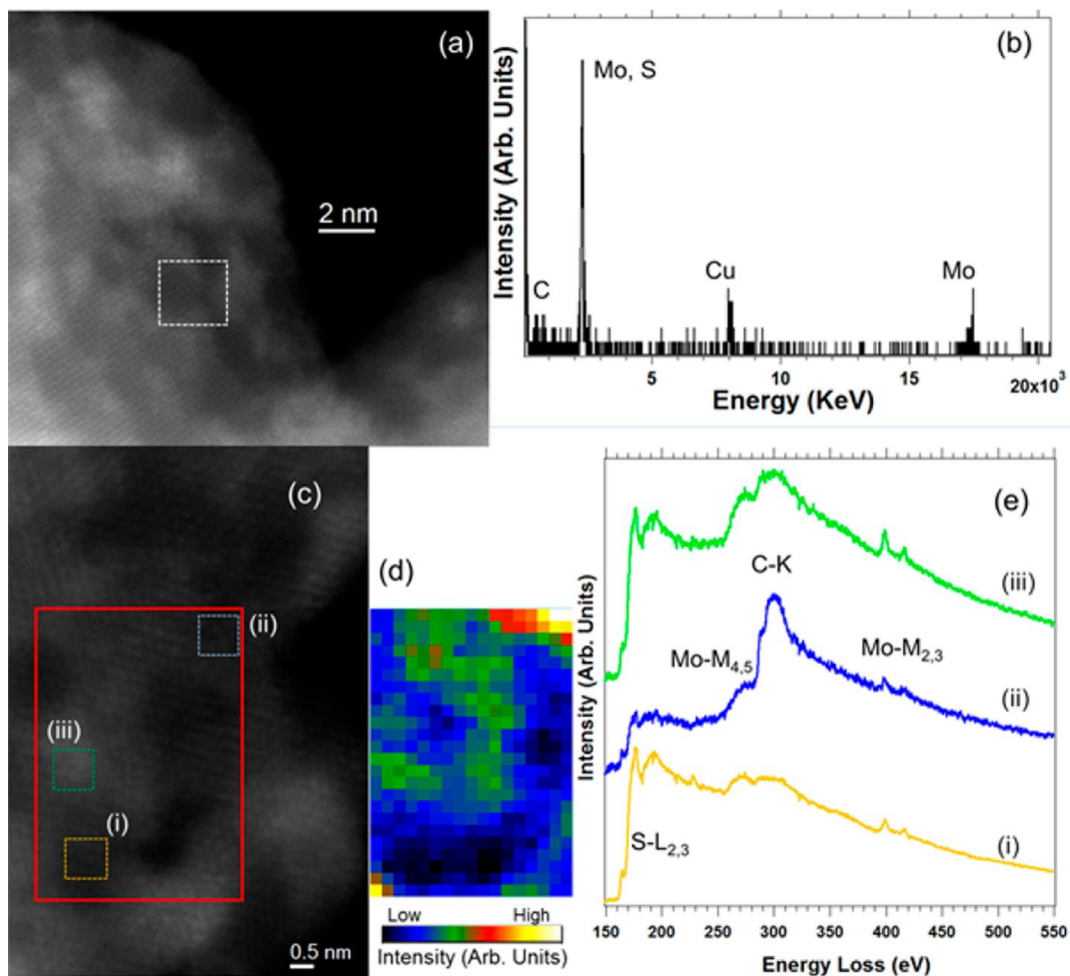 (a)
2 nm
(b)
Intensity (Arb. Units)
Mo, S
C
Cu
Mo
5
10
15
20x10³
Energy (KeV)
(c)
(ii)
(iii)
(i)
0.5 nm
(d)
Low High
Intensity (Arb. Units)
(e)
Intensity (Arb. Units)
C-K
(iii)
Mo-M₄,₅
Mo-M₂,₃
(ii)
S-L₂,₃
(i)
150 200 250 300 350 400 450 500 550
Energy Loss (eV)